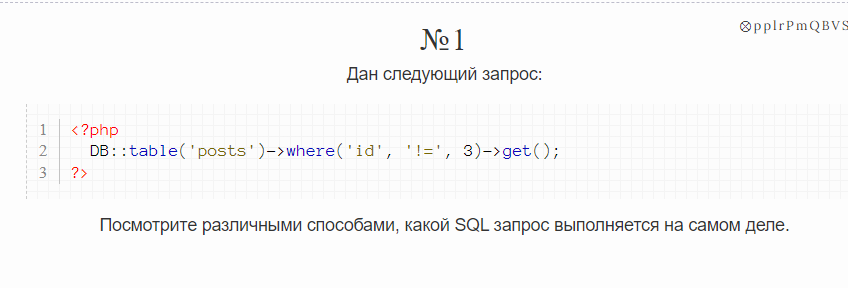 ⊗pplrPmQBVS
№1
Дан следующий запрос:
1 <?php
2 DB::table('posts')->where('id', '!=', 3)->get();
3 ?>
Посмотрите различными способами, какой SQL запрос выполняется на самом деле.